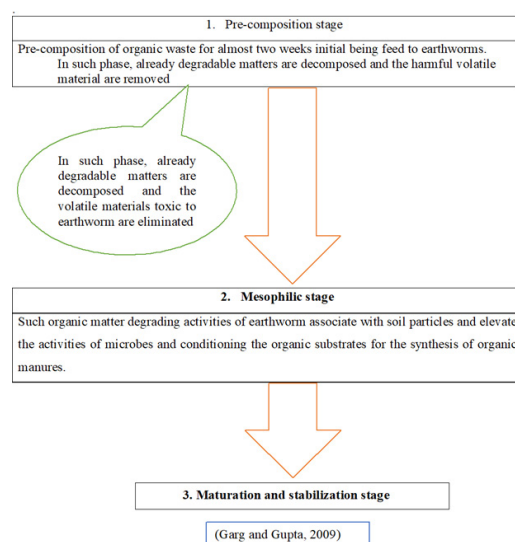 1. Pre-composition stage
Pre-composition of organic waste for almost two weeks initial being feed to earthworms.
In such phase, already degradable matters are decomposed and the harmful volatile
material are removed
In such phase, already
degradable matters are
decomposed and the
volatile materials toxic to
earthworm are eliminated
2. Mesophilic stage
Such organic matter degrading activities of earthworm associate with soil particles and elevate
the activities of microbes and conditioning the organic substrates for the synthesis of organic
manures.
3. Maturation and stabilization stage
(Garg and Gupta, 2009)